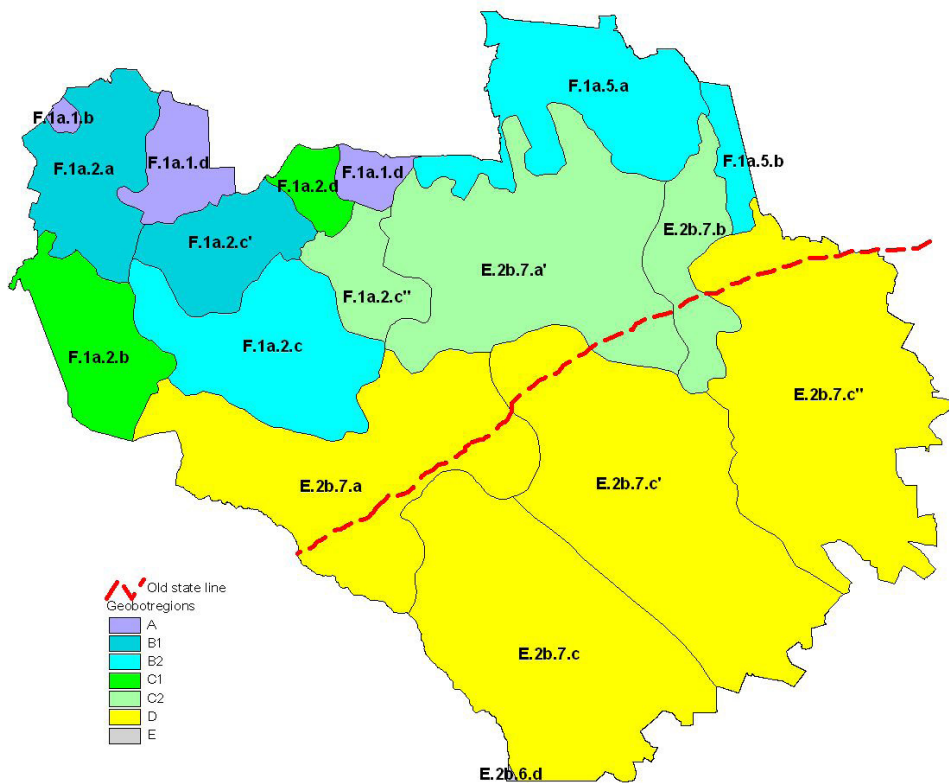 F.1a.5.a
F.1a.1.b
F.1a.2.a
F.1a.1.d
F.1a.2.d
F.1a.1.d
F.1a.5.b
F.1a.2.c'
E.2b.7.b
E.2b.7.a'
F.1a.2.c"
F.1a.2.b
F.1a.2.c
E.2b.7.c"
E.2b.7.a
E.2b.7.c'
E.2b.7.c
E.2b.6.d
Old state line
Geobotregions
A
B1
B2
C1
C2
D
E